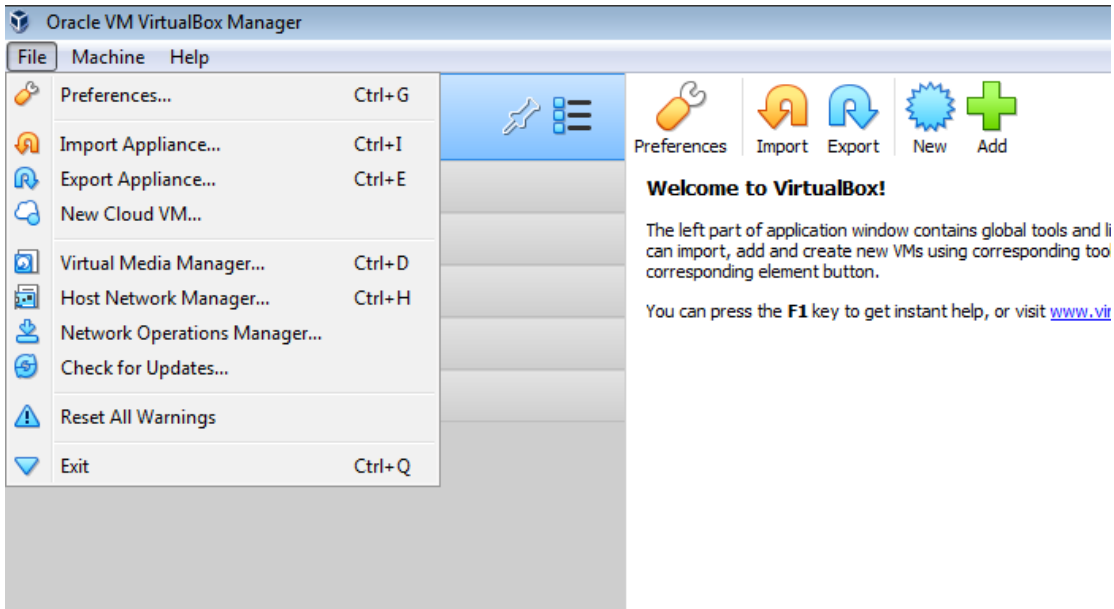 Oracle VM VirtualBox Manager
File Machine Help
Preferences... Ctrl+G
Import Appliance... Ctrl+I
Export Appliance... Ctrl+E
New Cloud VM...
Virtual Media Manager... Ctrl+D
Host Network Manager... Ctrl+H
Network Operations Manager...
Check for Updates...
Reset All Warnings
Exit Ctrl+Q
Preferences Import Export New Add
Welcome to VirtualBox!
The left part of application window contains global tools and
can import, add and create new VMs using corresponding
corresponding element button.
You can press the F1 key to get instant help, or visit